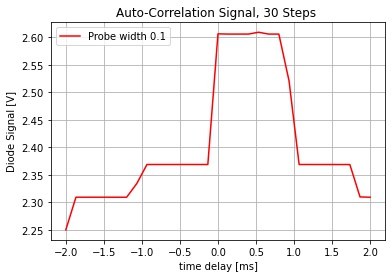 Auto-Correlation Signal, 30 Steps
Probe width 0.1
Diode Signal [V]
2.60
2.55
2.50
2.45
2.40
2.35
2.30
2.25
-2.0 -1.5 -1.0 -0.5 0.0 0.5 1.0 1.5 2.0
time delay [ms]